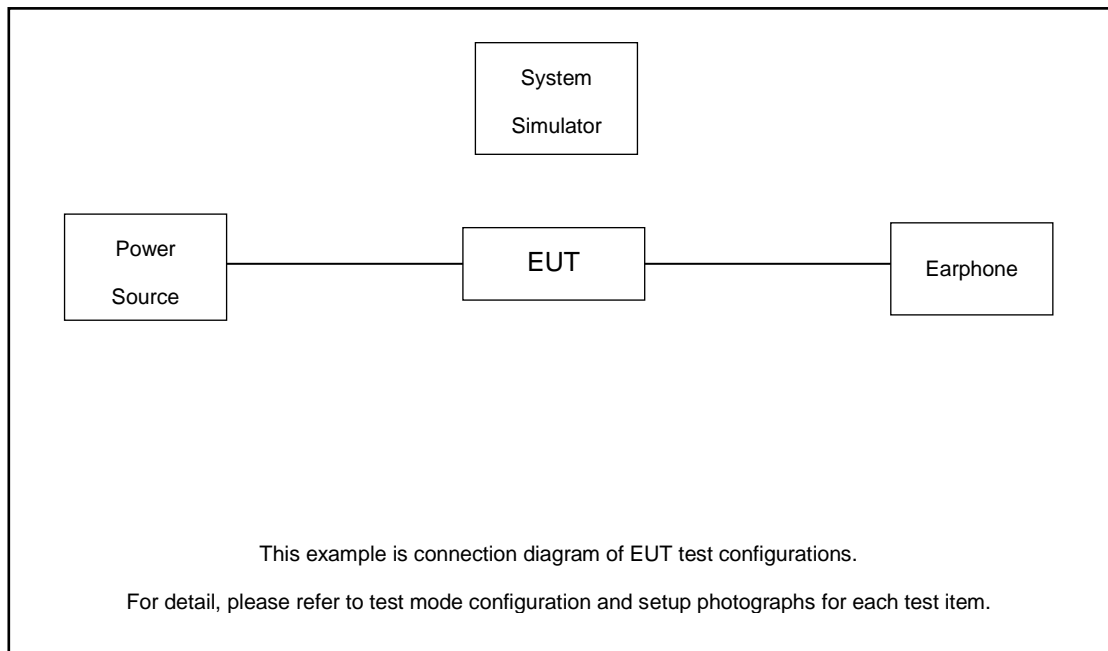 System
Simulator
Power
Source
EUT
Earphone
This example is connection diagram of EUT test configurations.
For detail, please refer to test mode configuration and setup photographs for each test item.